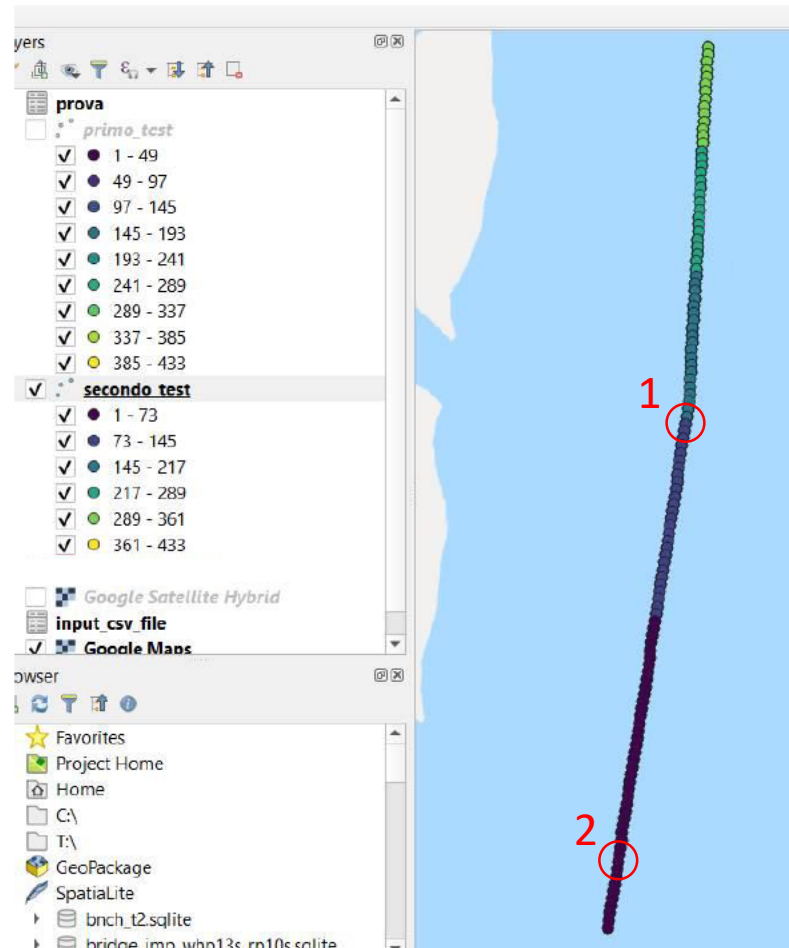 yers
prova
primo_test
1 - 49
49 - 97
97 - 145
145 - 193
193 - 241
241 - 289
289 - 337
337 - 385
385 - 433
secondo_test
1 - 73
73 - 145
145 - 217
217 - 289
289 - 361
361 - 433
Google Satellite Hybrid
input_csv_file
Google Maps
owser
Favorites
Project Home
Home
C:\
T:\
GeoPackage
SpatiaLite
bnch_t2.sqlite
bridge_imp_whp13s_rp10s.sqlite
1
2